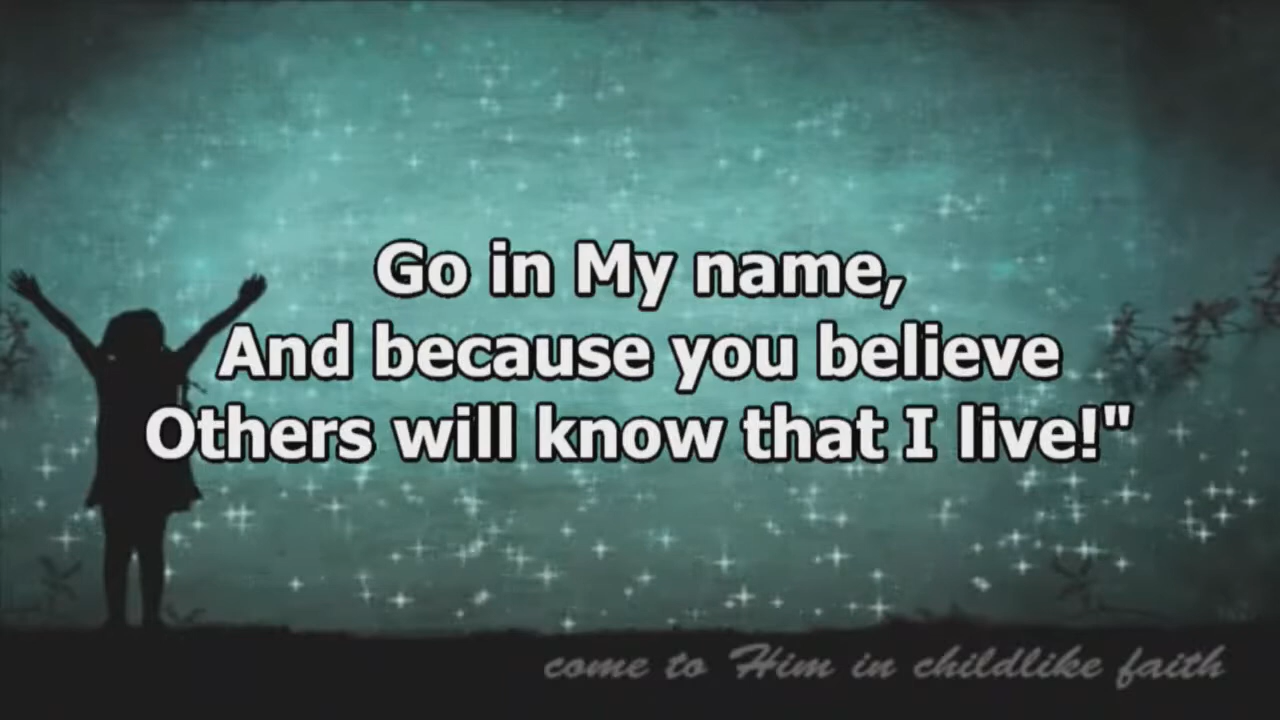 Go in My name,
And because you believe
Others will know that I live!"
come to Him in childlike faith